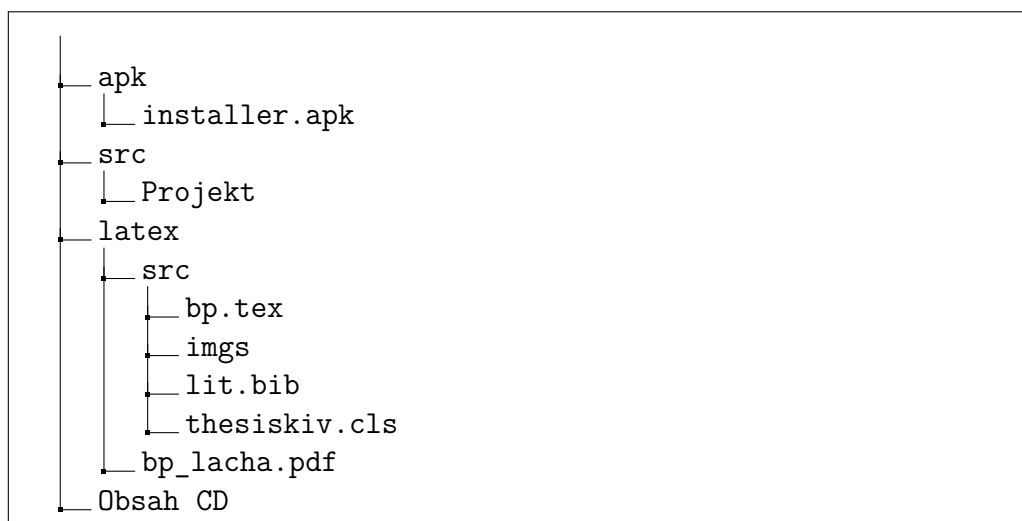 apk
installer.apk
src
Projekt
latex
src
bp.tex
imgs
lit.bib
thesiskiv.cls
bp_lacha.pdf
Obsah CD